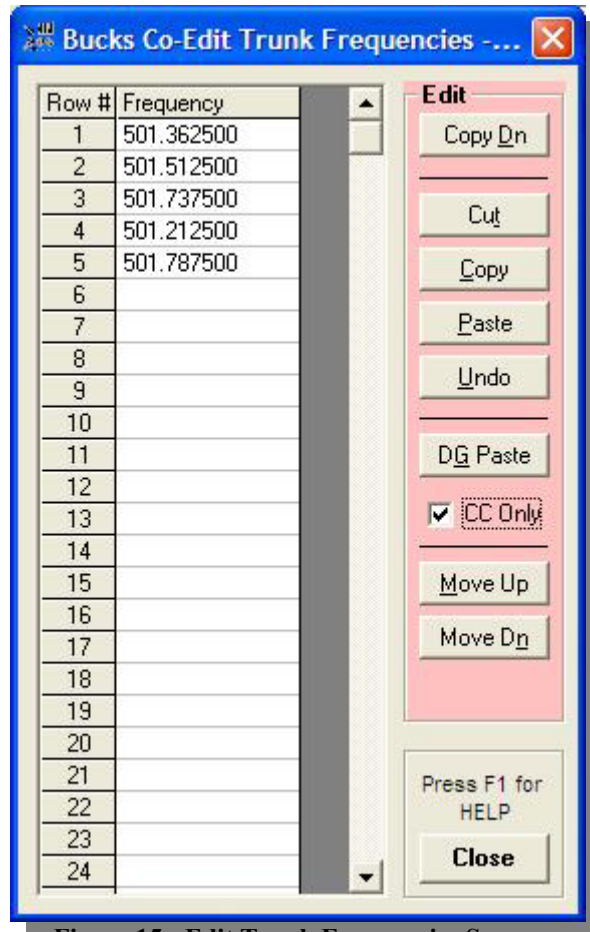 Bucks Co-Edit Trunk Frequencies -...
Row # Frequency
1 501.362500
2 501.512500
3 501.737500
4 501.212500
5 501.787500
6
7
8
9
10
11
12
13
14
15
16
17
18
19
20
21
22
23
24
Edit
Copy Dn
Cut
Copy
Paste
Undo
DG Paste
CC Only
Move Up
Move Dn
Press F1 for
HELP
Close